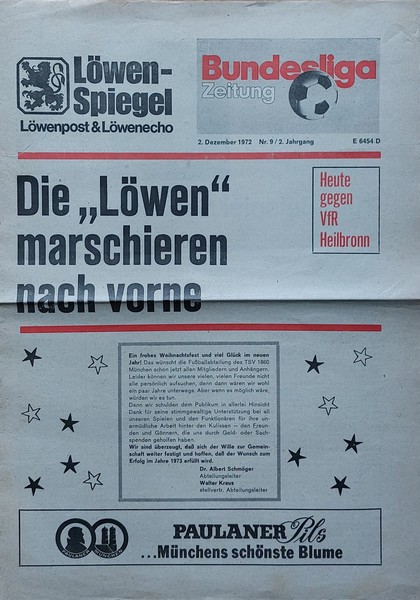 Löwen-
Spiegel
Löwenpost & Löwenecho
Bundesliga
Zeitung
2. Dezember 1972 Nr. 9 / 2. Jahrgang E 6454 D
Die „Löwen“
marschieren
nach vorne
Heute
gegen
VfR
Heilbronn
Ein frohes Weihnachtsfest und viel Glück im neuen
Jahr! Das wünscht die Fußballabteilung des TSV 1860
München schon jetzt allen Mitgliedern und Anhängern.
Leider können wir unsere vielen, vielen Freunde nicht
alle persönlich aufsuchen, denn dann wären wir wohl
ein paar Jahre unterwegs. Aber wenn es möglich wäre,
würden wir es tun.
Dann wir schulden dem Publikum in allerlei Hinsicht
Dank für seine stimmgewaltige Unterstützung bei all
unseren Spielen und den Funktionären für ihre un-
ermüdliche Arbeit hinter den Kulissen — den Freun-
den und Gönnern, die uns durch Geld- oder Sach-
spenden geholfen haben.
Wir sind überzeugt, daß sich der Wille zur Gemein-
schaft weiter festigt und hoffen, daß der Wunsch zum
Erfolg im Jahre 1973 erfüllt wird.
Dr. Albert Schmöger
Abteilungsleiter
Walter Kraus
stellvertr. Abteilungsleiter
PAULANER
MÜNCHEN
PAULANER Pils
...Münchens schönste Blume